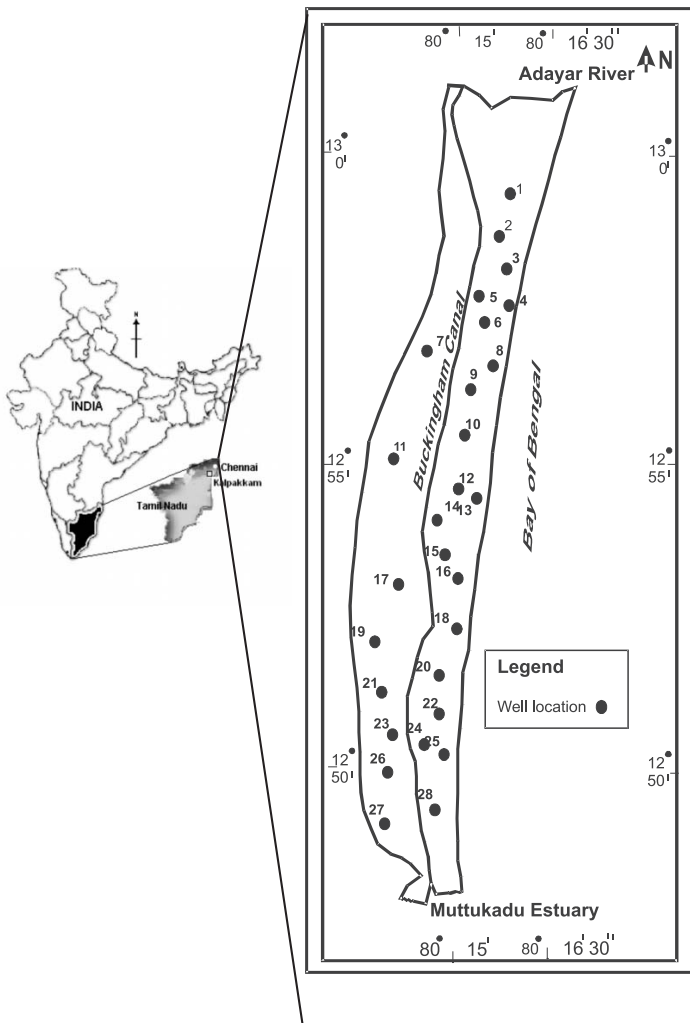 80° 15' 80° 16' 30"
N
Adayar River
13° 0'
13° 0'
1
2
3
5
4
6
7
8
9
Buckingham Canal
10
11
12° 55'
12° 55'
Bay of Bengal
12
14
13
15
16
17
18
19
20
21
22
23
24
25
26
12° 50'
12° 50'
27
28
Legend
Well location
Muttukadu Estuary
80° 15' 80° 16' 30"
N
INDIA
Chennai
Kalpakkam
Tamil Nadu